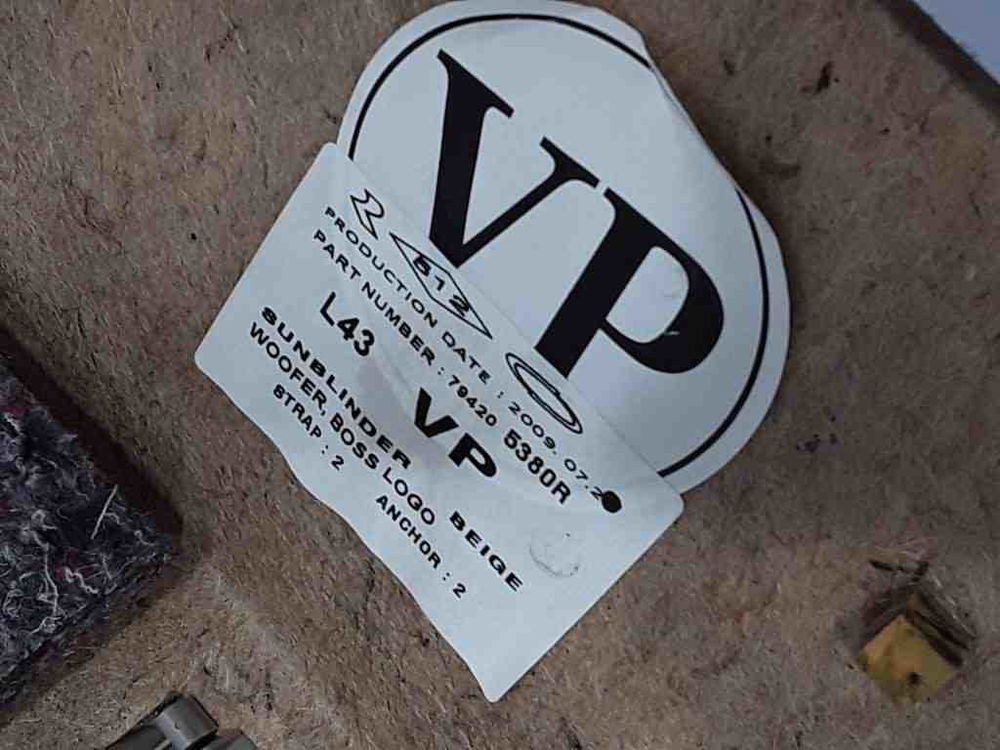 VP
512
PRODUCTION DATE : 2009. 07.2
PART NUMBER : 79420 5380R
L43 VP
SUNBLINDER BEIGE
WOOFER, BOSS LOGO
STRAP : 2 ANCHOR : 2